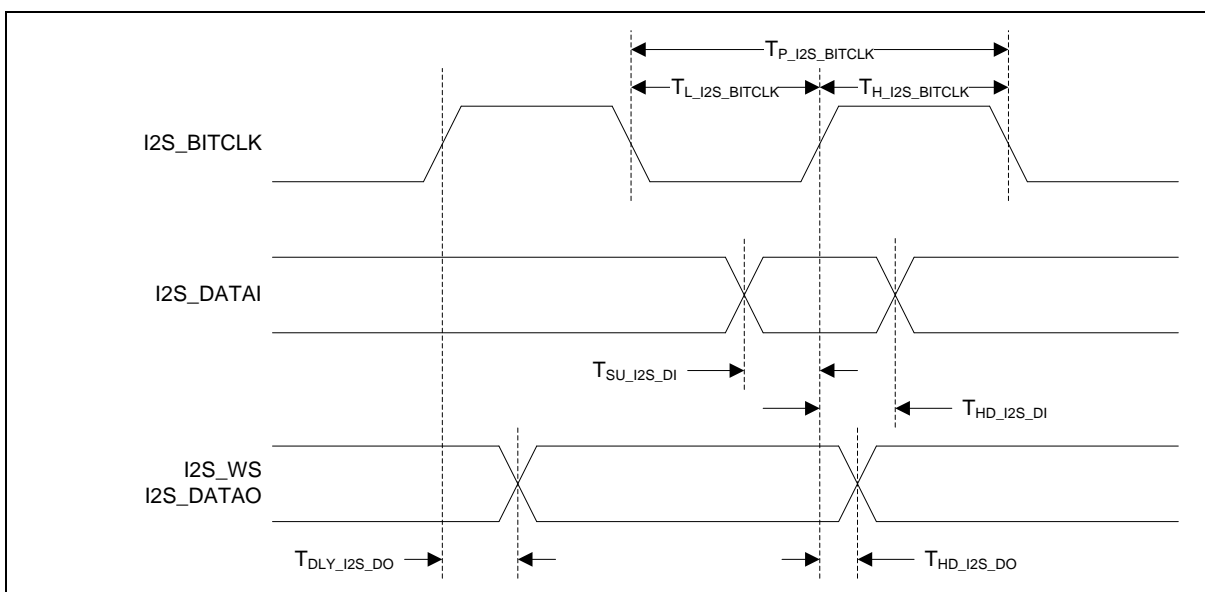 T_P_I2S_BITCLK
T_L_I2S_BITCLK T_H_I2S_BITCLK
I2S_BITCLK
I2S_DATAI
T_SU_I2S_DI
T_HD_I2S_DI
I2S_WS
I2S_DATAO
T_DLY_I2S_DO T_HD_I2S_DO